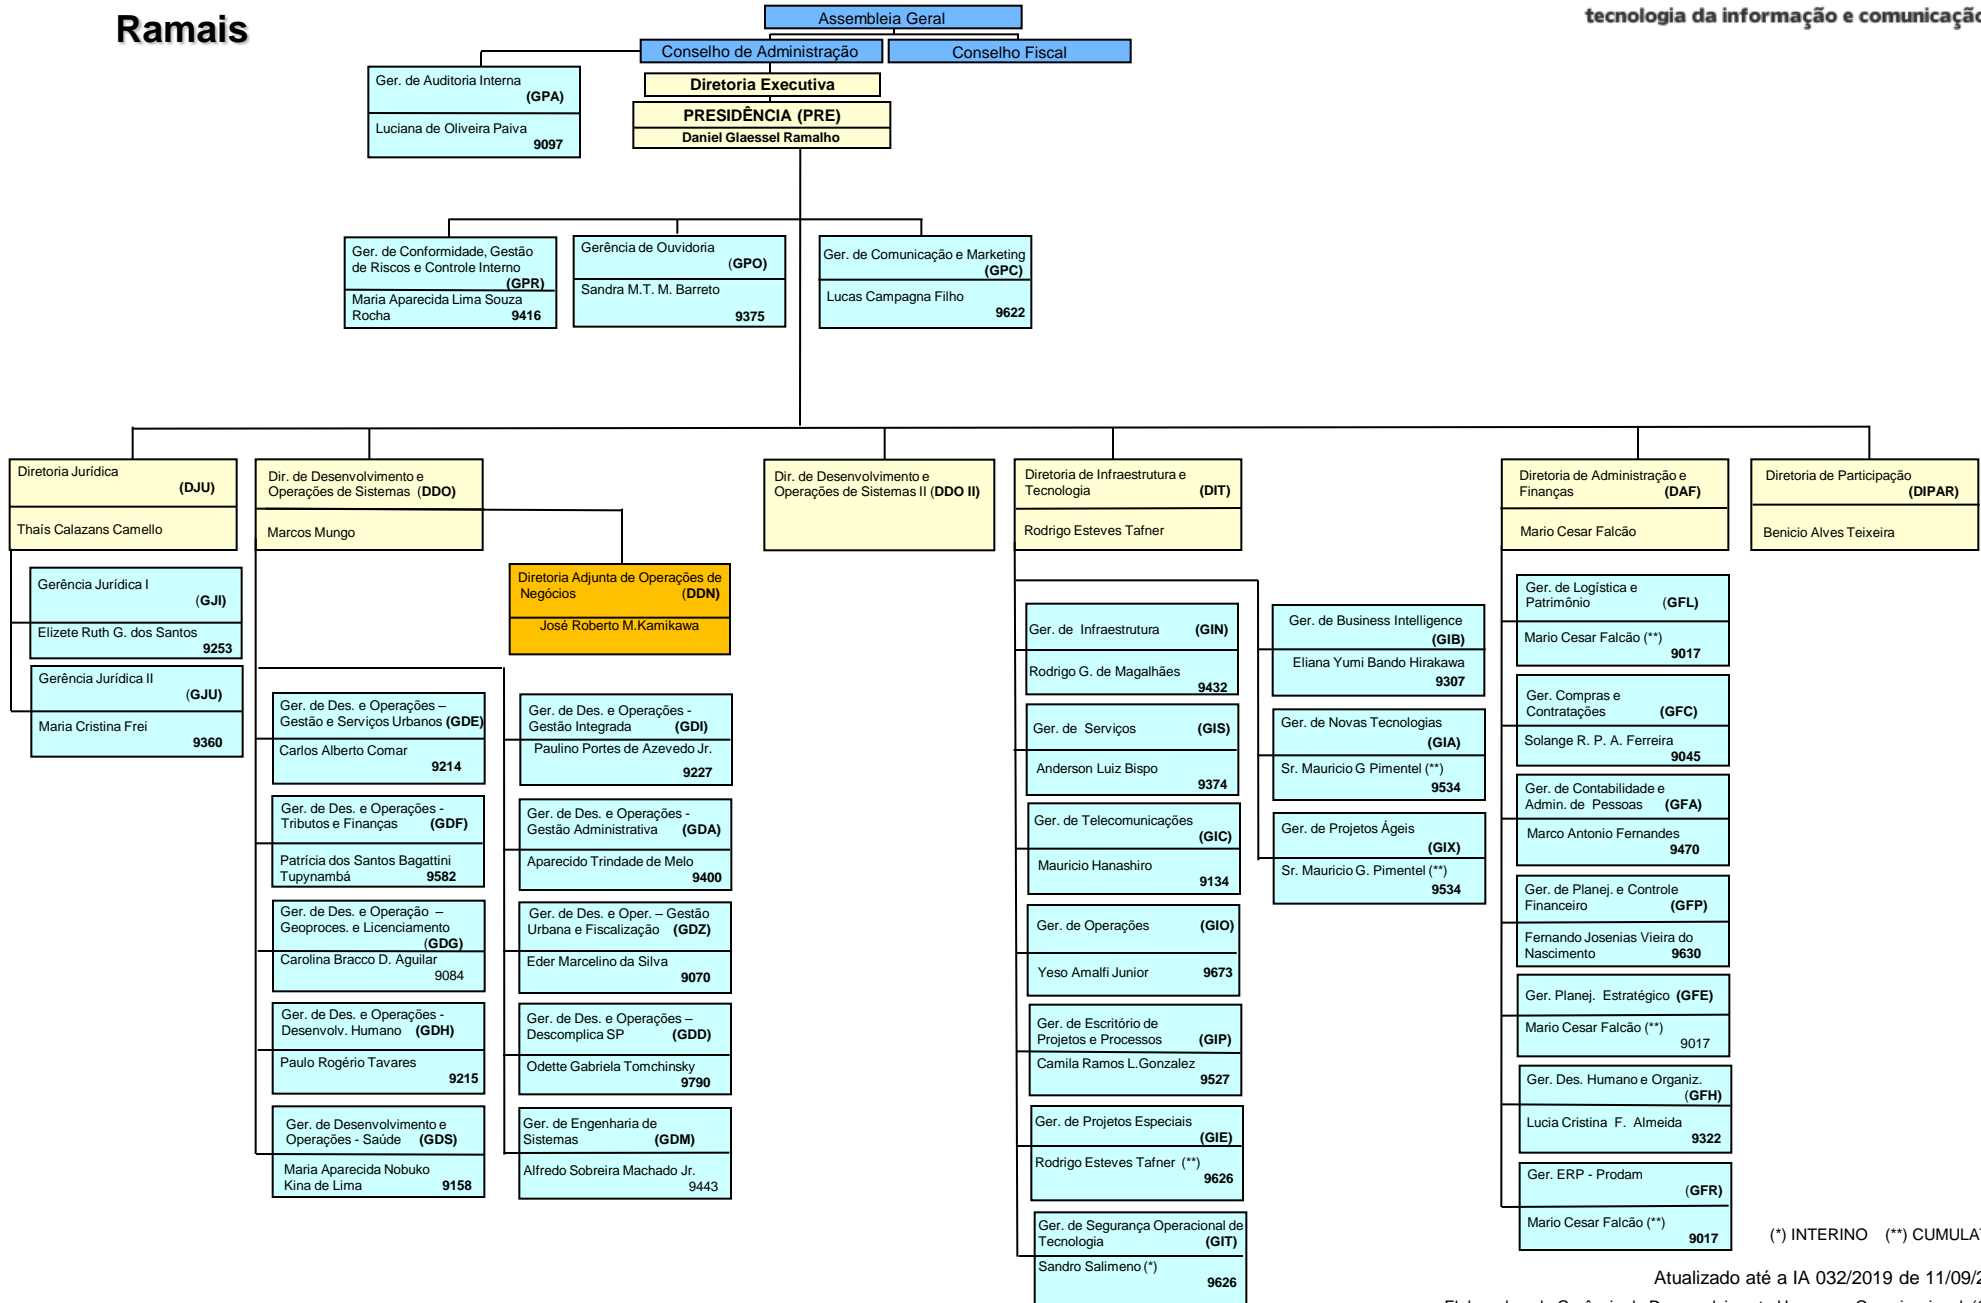 Ramais
tecnologia da informação e comunicação
Assembleia Geral
Conselho de Administração
Conselho Fiscal
Ger. de Auditoria Interna
(GPA)
Luciana de Oliveira Paiva
9097
Diretoria Executiva
PRESIDÊNCIA (PRE)
Daniel Glaessel Ramalho
Ger. de Conformidade, Gestão
de Riscos e Controle Interno
(GPR)
Maria Aparecida Lima Souza
Rocha 9416
Gerência de Ouvidoria
(GPO)
Sandra M.T. M. Barreto
9375
Ger. de Comunicação e Marketing
(GPC)
Lucas Campagna Filho
9622
Diretoria Jurídica
(DJU)
Thaís Calazans Camello
Dir. de Desenvolvimento e
Operações de Sistemas (DDO)
Marcos Mungo
Dir. de Desenvolvimento e
Operações de Sistemas II (DDO II)
Diretoria de Infraestrutura e
Tecnologia (DIT)
Rodrigo Esteves Tafner
Diretoria de Administração e
Finanças (DAF)
Mario Cesar Falcão
Diretoria de Participação
(DIPAR)
Benicio Alves Teixeira
Gerência Jurídica I
(GJI)
Elizete Ruth G. dos Santos
9253
Gerência Jurídica II
(GJU)
Maria Cristina Frei
9360
Diretoria Adjunta de Operações de
Negócios (DDN)
José Roberto M.Kamikawa
Ger. de Des. e Operações –
Gestão e Serviços Urbanos (GDE)
Carlos Alberto Comar
9214
Ger. de Des. e Operações -
Tributos e Finanças (GDF)
Patrícia dos Santos Bagattini
Tupynambá 9582
Ger. de Des. e Operação –
Geoproces. e Licenciamento
(GDG)
Carolina Bracco D. Aguilar
9084
Ger. de Des. e Operações -
Desenvolv. Humano (GDH)
Paulo Rogério Tavares
9215
Ger. de Desenvolvimento e
Operações - Saúde (GDS)
Maria Aparecida Nobuko
Kina de Lima 9158
Ger. de Des. e Operações -
Gestão Integrada (GDI)
Paulino Portes de Azevedo Jr.
9227
Ger. de Des. e Operações -
Gestão Administrativa (GDA)
Aparecido Trindade de Melo
9400
Ger. de Des. e Oper. – Gestão
Urbana e Fiscalização (GDZ)
Eder Marcelino da Silva
9070
Ger. de Des. e Operações –
Descomplica SP (GDD)
Odette Gabriela Tomchinsky
9790
Ger. de Engenharia de
Sistemas (GDM)
Alfredo Sobreira Machado Jr.
9443
Ger. de Infraestrutura (GIN)
Rodrigo G. de Magalhães
9432
Ger. de Serviços (GIS)
Anderson Luiz Bispo
9374
Ger. de Telecomunicações
(GIC)
Mauricio Hanashiro
9134
Ger. de Operações (GIO)
Yeso Amalfi Junior 9673
Ger. de Escritório de
Projetos e Processos (GIP)
Camila Ramos L.Gonzalez
9527
Ger. de Projetos Especiais
(GIE)
Rodrigo Esteves Tafner (**)
9626
Ger. de Segurança Operacional de
Tecnologia (GIT)
Sandro Salimeno (*)
9626
Ger. de Business Intelligence
(GIB)
Eliana Yumi Bando Hirakawa
9307
Ger. de Novas Tecnologias
(GIA)
Sr. Mauricio G Pimentel (**)
9534
Ger. de Projetos Ágeis
(GIX)
Sr. Mauricio G. Pimentel (**)
9534
Ger. de Logística e
Patrimônio (GFL)
Mario Cesar Falcão (**)
9017
Ger. Compras e
Contratações (GFC)
Solange R. P. A. Ferreira
9045
Ger. de Contabilidade e
Admin. de Pessoas (GFA)
Marco Antonio Fernandes
9470
Ger. de Planej. e Controle
Financeiro (GFP)
Fernando Josenias Vieira do
Nascimento 9630
Ger. Planej. Estratégico (GFE)
Mario Cesar Falcão (**)
9017
Ger. Des. Humano e Organiz.
(GFH)
Lucia Cristina F. Almeida
9322
Ger. ERP - Prodam
(GFR)
Mario Cesar Falcão (**)
9017
(*) INTERINO (**) CUMULAT
Atualizado até a IA 032/2019 de 11/09/2